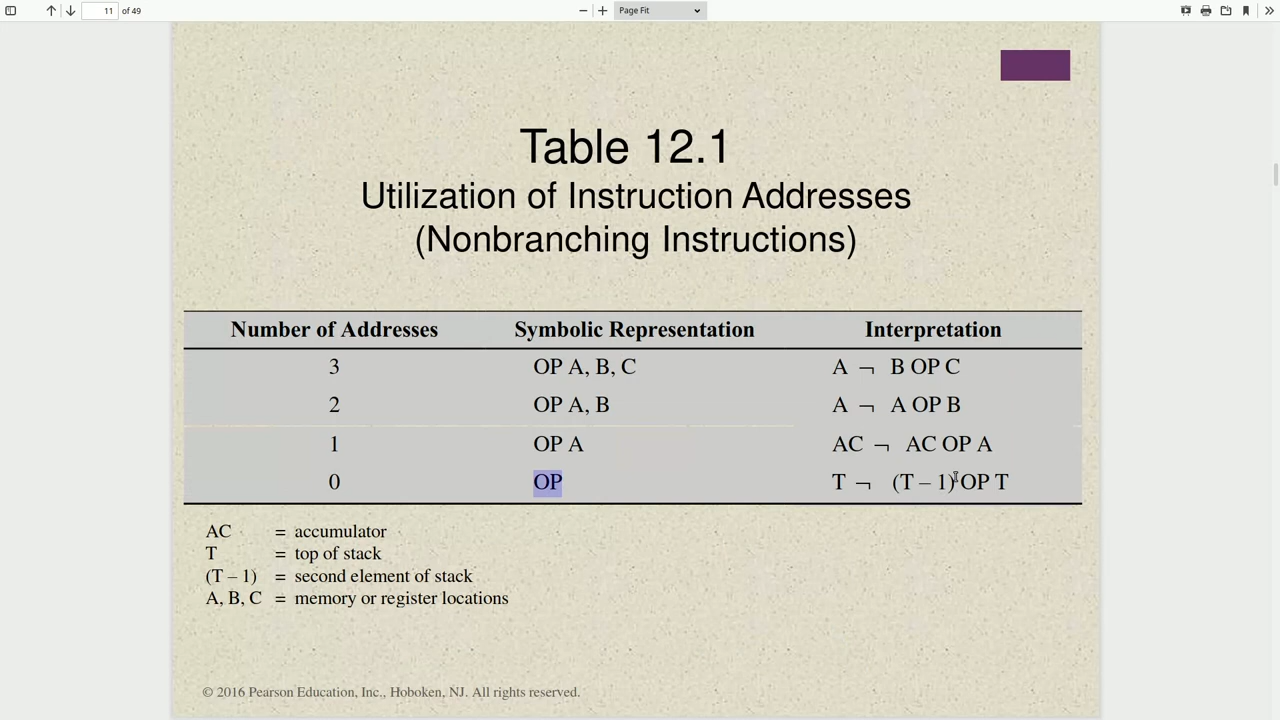 11 of 49 Page Fit
Table 12.1
Utilization of Instruction Addresses
(Nonbranching Instructions)
Number of Addresses Symbolic Representation Interpretation
3 OP A, B, C A ¬ B OP C
2 OP A, B A ¬ A OP B
1 OP A AC ¬ AC OP A
0 OP T ¬ (T – 1) OP T
AC = accumulator
T = top of stack
(T – 1) = second element of stack
A, B, C = memory or register locations
© 2016 Pearson Education, Inc., Hoboken, NJ. All rights reserved.